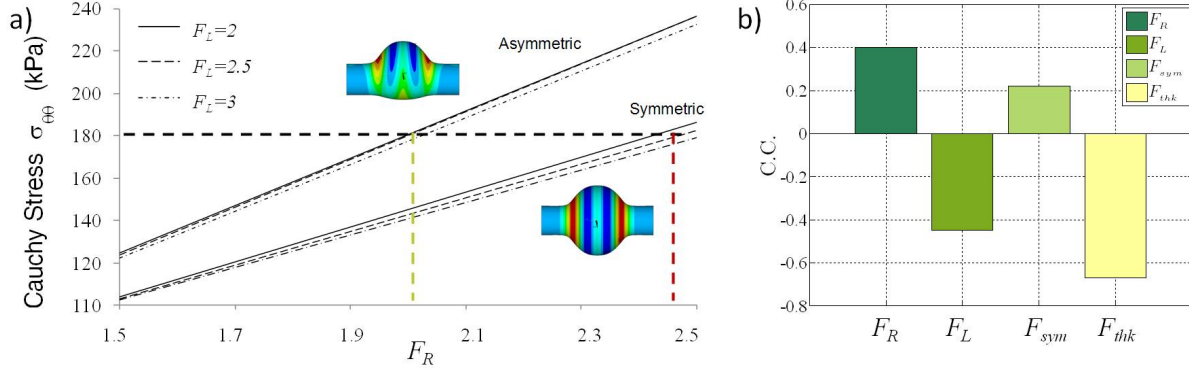 a)
Cauchy Stress σθθ (kPa)
240
220
200
180
160
140
120
110
F_L=2
F_L=2.5
F_L=3
Asymmetric
Symmetric
1.5
1.7
1.9
2.1
2.3
2.5
F_R
b)
C.C.
0.6
0.4
0.2
0
-0.2
-0.4
-0.6
-0.8
F_R
F_L
F_sym
F_thk
F_R
F_L
F_sym
F_thk